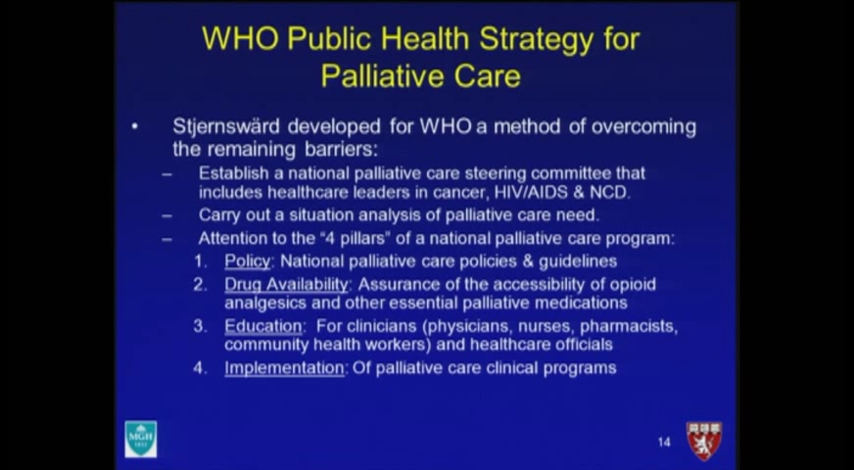 WHO Public Health Strategy for
Palliative Care
• Stjernswärd developed for WHO a method of overcoming
the remaining barriers:
– Establish a national palliative care steering committee that
includes healthcare leaders in cancer, HIV/AIDS & NCD.
– Carry out a situation analysis of palliative care need.
– Attention to the “4 pillars” of a national palliative care program:
1. Policy: National palliative care policies & guidelines
2. Drug Availability: Assurance of the accessibility of opioid
analgesics and other essential palliative medications
3. Education: For clinicians (physicians, nurses, pharmacists,
community health workers) and healthcare officials
4. Implementation: Of palliative care clinical programs
MGH
1811
14